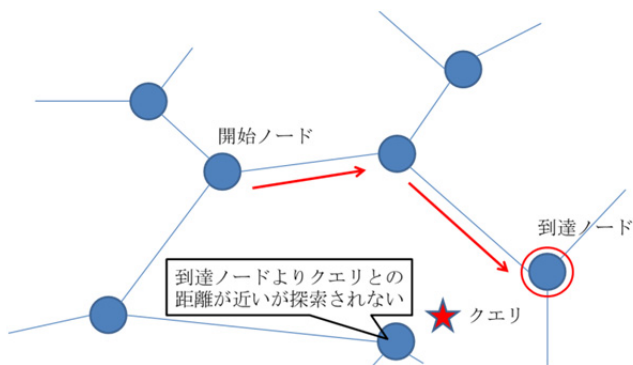 開始ノード
到達ノード
到達ノードよりクエリとの
距離が近いが探索されない
クエリ